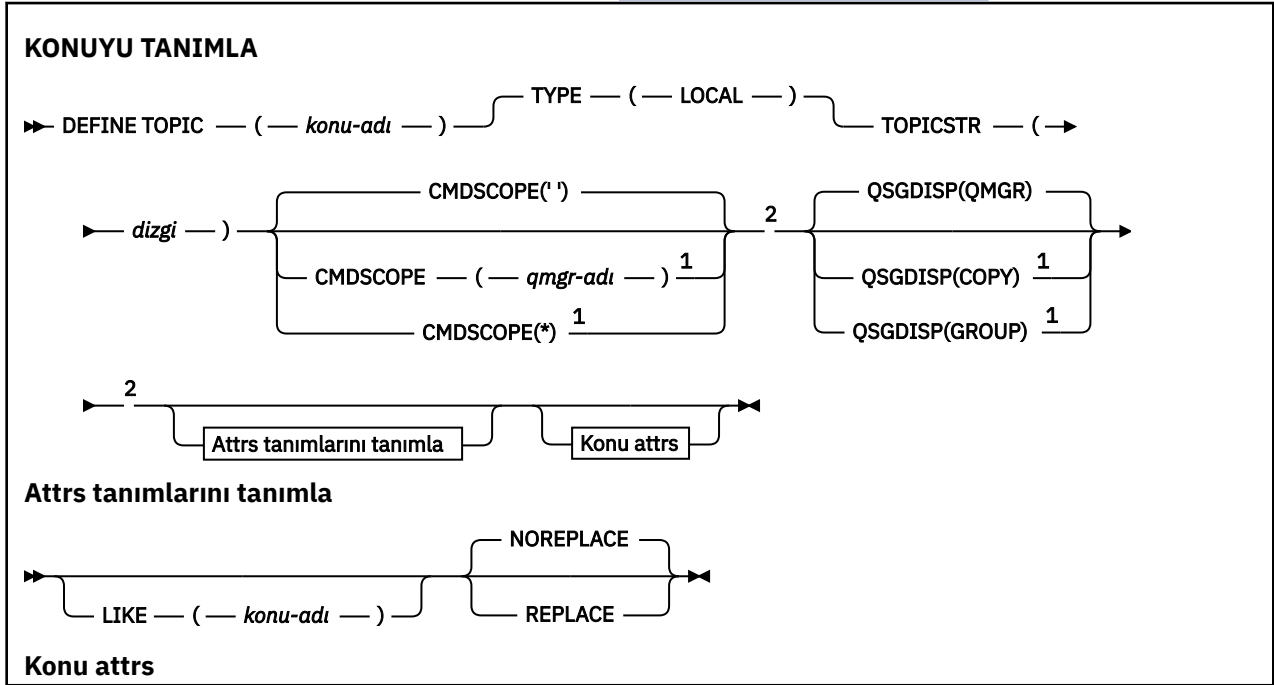 KONUYU TANIMLA
TYPE ( LOCAL )
DEFINE TOPIC ( konu-adı ) TOPICSTR (
CMDSCOPE(' ') QSGDISP(QMGR)
dizgi ) 2
CMDSCOPE ( qmgr-adı ) 1 QSGDISP(COPY) 1
CMDSCOPE(*) 1 QSGDISP(GROUP) 1
2
Attrs tanımlarını tanımla Konu attrs
Attrs tanımlarını tanımla
NOREPLACE
LIKE ( konu-adı ) REPLACE
Konu attrs